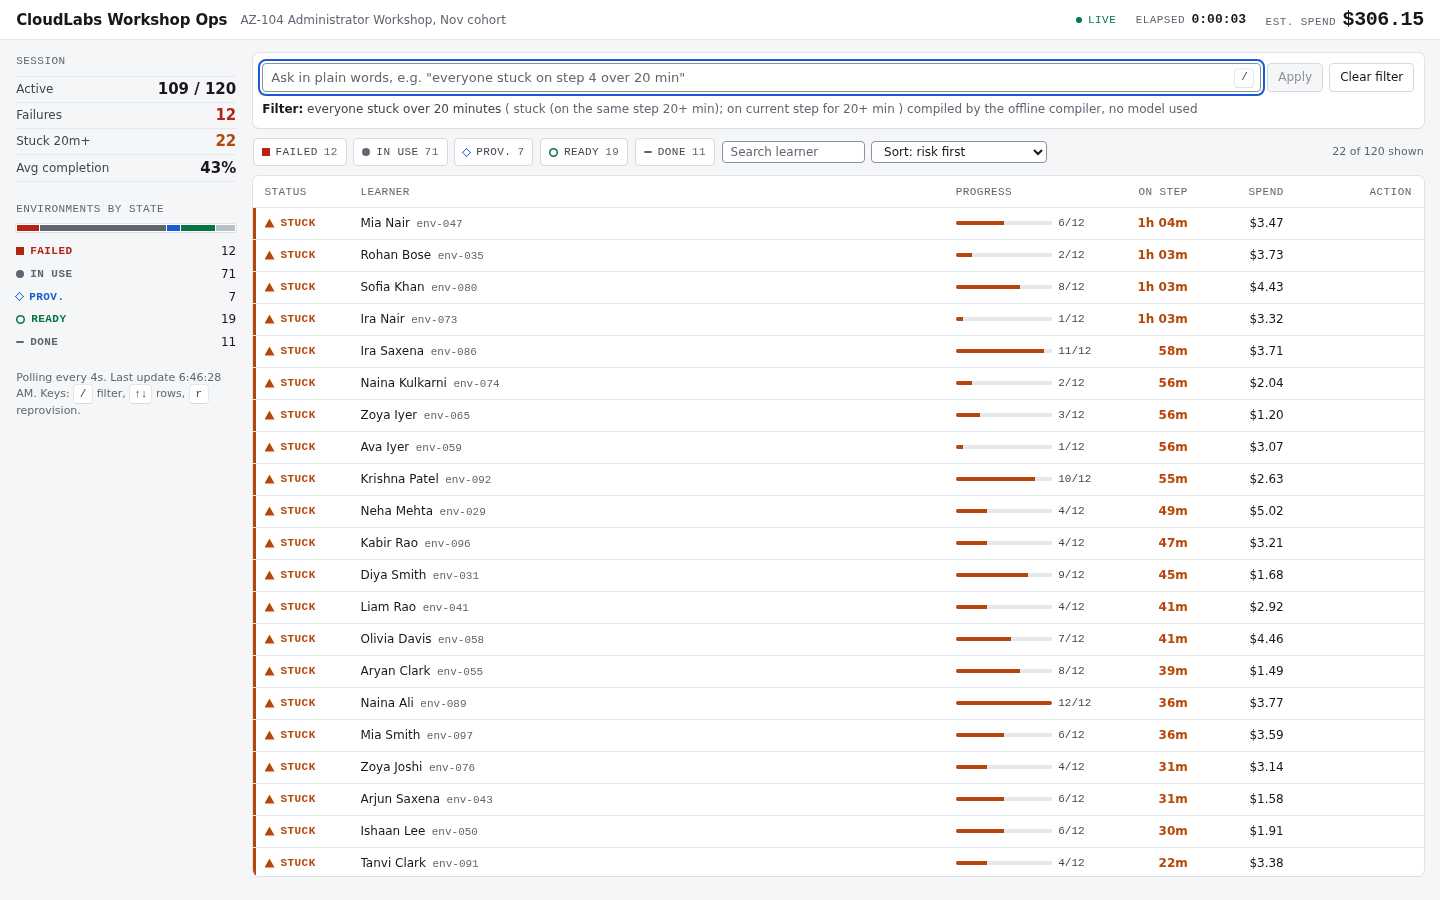 CloudLabs Workshop Ops AZ-104 Administrator Workshop, Nov cohort LIVE ELAPSED 0:00:03 EST. SPEND $306.15
SESSION
Active 109 / 120
Failures 12
Stuck 20m+ 22
Avg completion 43%
ENVIRONMENTS BY STATE
FAILED 12
IN USE 71
PROV. 7
READY 19
DONE 11
Polling every 4s. Last update 6:46:28
AM. Keys: / filter, ↑↓ rows, r
reprovision.
Ask in plain words, e.g. "everyone stuck on step 4 over 20 min" / Apply Clear filter
Filter: everyone stuck over 20 minutes ( stuck (on the same step 20+ min); on current step for 20+ min ) compiled by the offline compiler, no model used
FAILED 12 IN USE 71 PROV. 7 READY 19 DONE 11 Search learner Sort: risk first 22 of 120 shown
STATUS LEARNER PROGRESS ON STEP SPEND ACTION
STUCK Mia Nair env-047 6/12 1h 04m $3.47
STUCK Rohan Bose env-035 2/12 1h 03m $3.73
STUCK Sofia Khan env-080 8/12 1h 03m $4.43
STUCK Ira Nair env-073 1/12 1h 03m $3.32
STUCK Ira Saxena env-086 11/12 58m $3.71
STUCK Naina Kulkarni env-074 2/12 56m $2.04
STUCK Zoya Iyer env-065 3/12 56m $1.20
STUCK Ava Iyer env-059 1/12 56m $3.07
STUCK Krishna Patel env-092 10/12 55m $2.63
STUCK Neha Mehta env-029 4/12 49m $5.02
STUCK Kabir Rao env-096 4/12 47m $3.21
STUCK Diya Smith env-031 9/12 45m $1.68
STUCK Liam Rao env-041 4/12 41m $2.92
STUCK Olivia Davis env-058 7/12 41m $4.46
STUCK Aryan Clark env-055 8/12 39m $1.49
STUCK Naina Ali env-089 12/12 36m $3.77
STUCK Mia Smith env-097 6/12 36m $3.59
STUCK Zoya Joshi env-076 4/12 31m $3.14
STUCK Arjun Saxena env-043 6/12 31m $1.58
STUCK Ishaan Lee env-050 6/12 30m $1.91
STUCK Tanvi Clark env-091 4/12 22m $3.38